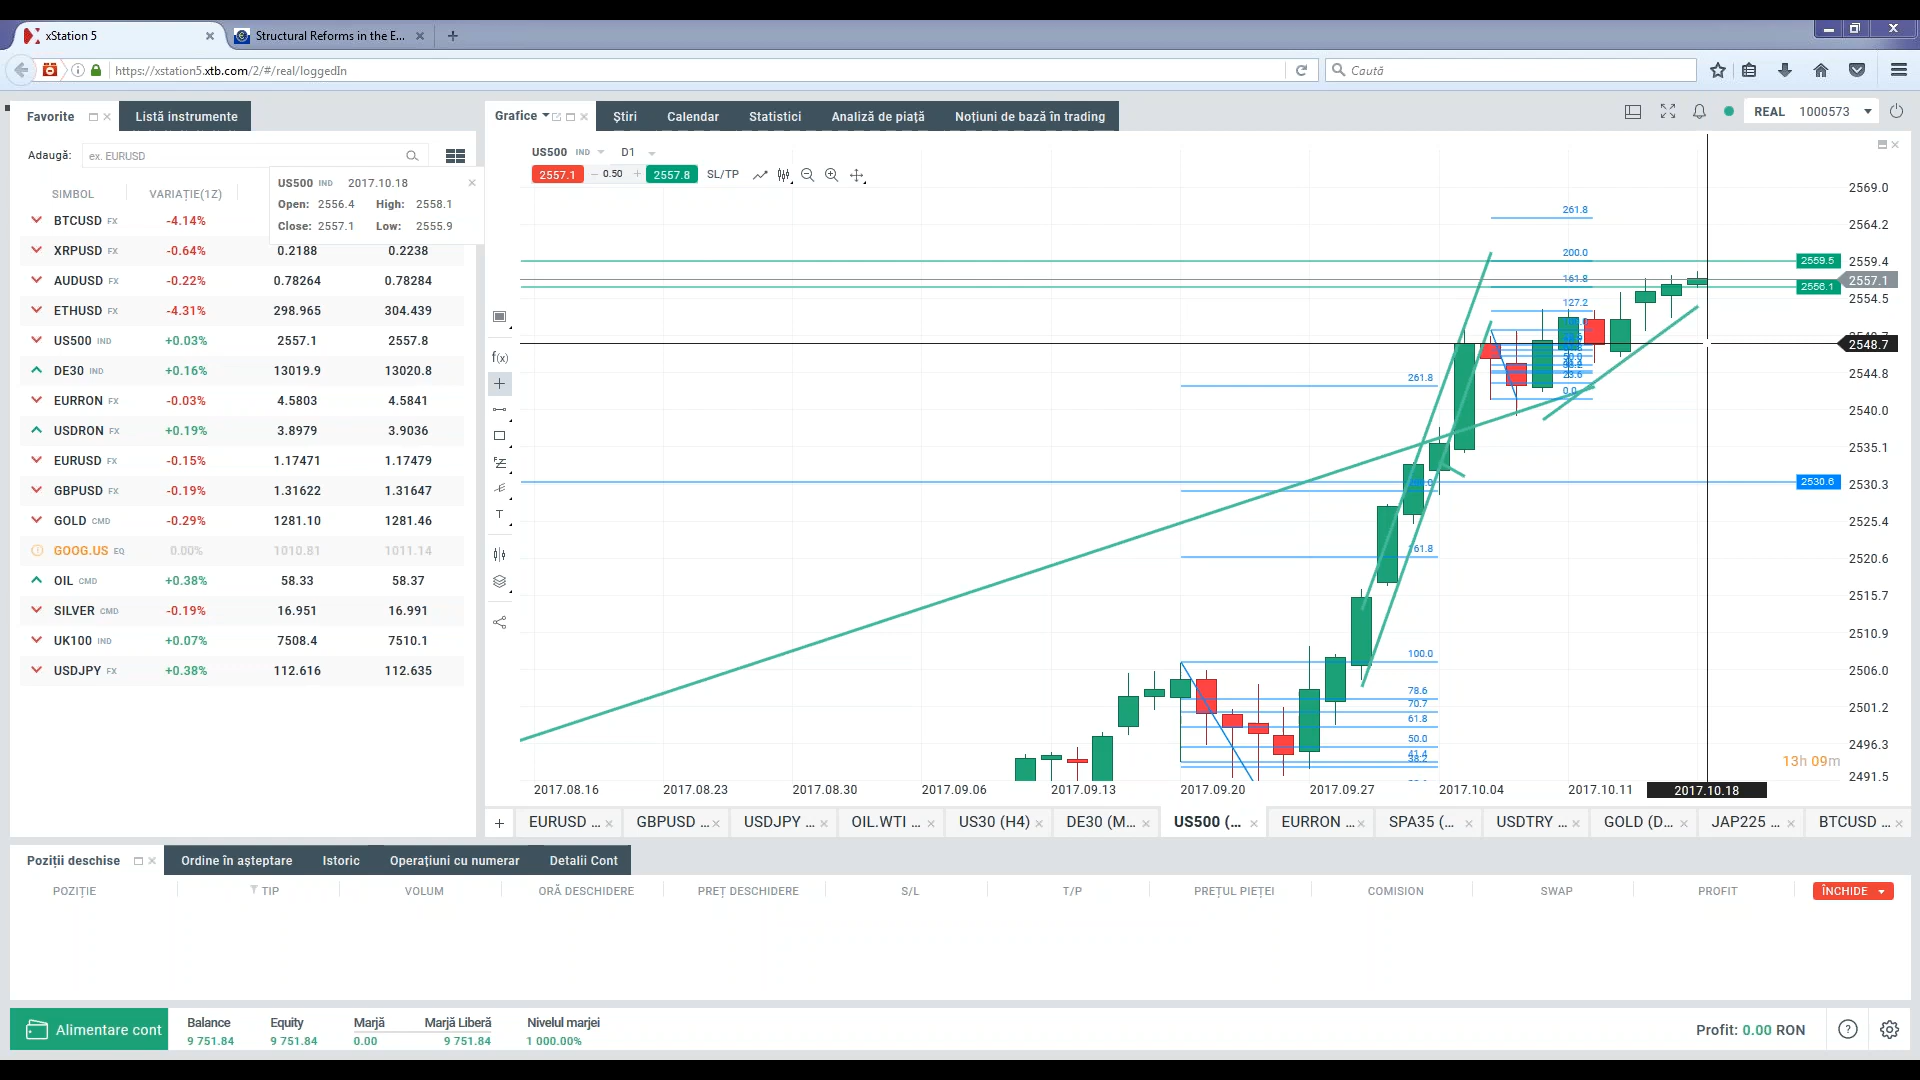 xStation 5
Structural Reforms in the E...
https://xstation5.xtb.com/2/#/real/loggedIn
Caută
Favorite
Listă instrumente
Grafice
Știri
Calendar
Statistici
Analiză de piață
Noțiuni de bază în trading
REAL 1000573
Adaugă: ex. EURUSD
SIMBOL VARIAȚIE(1Z)
US500 IND 2017.10.18
Open: 2556.4 High: 2558.1
Close: 2557.1 Low: 2555.9
BTCUSD FX -4.14%
XRPUSD FX -0.64% 0.2188 0.2238
AUDUSD FX -0.22% 0.78264 0.78284
ETHUSD FX -4.31% 298.965 304.439
US500 IND +0.03% 2557.1 2557.8
DE30 IND +0.16% 13019.9 13020.8
EURRON FX -0.03% 4.5803 4.5841
USDRON FX +0.19% 3.8979 3.9036
EURUSD FX -0.15% 1.17471 1.17479
GBPUSD FX -0.19% 1.31622 1.31647
GOLD CMD -0.29% 1281.10 1281.46
GOOG.US EQ 0.00% 1010.81 1011.14
OIL CMD +0.38% 58.33 58.37
SILVER CMD -0.19% 16.951 16.991
UK100 IND +0.07% 7508.4 7510.1
USDJPY FX +0.38% 112.616 112.635
US500 IND D1
2557.1 0.50 2557.8 SL/TP
f(x)
T
261.8
200.0
161.8
127.2
50.0
23.6
0.0
261.8
161.8
100.0
78.6
70.7
61.8
50.0
41.4
38.2
2569.0
2564.2
2559.5 2559.4
2557.1
2556.1
2554.5
2548.7
2544.8
2540.0
2535.1
2530.6 2530.3
2525.4
2520.6
2515.7
2510.9
2506.0
2501.2
2496.3
13h 09m
2491.5
2017.08.16 2017.08.23 2017.08.30 2017.09.06 2017.09.13 2017.09.20 2017.09.27 2017.10.04 2017.10.11 2017.10.18
EURUSD ... GBPUSD ... USDJPY ... OIL.WTI ... US30 (H4) DE30 (M... US500 (... EURRON ... SPA35 (... USDTRY ... GOLD (D... JAP225 ... BTCUSD ...
Poziții deschise Ordine în așteptare Istoric Operațiuni cu numerar Detalii Cont
POZIȚIE TIP VOLUM ORĂ DESCHIDERE PREȚ DESCHIDERE S/L T/P PREȚUL PIEȚEI COMISION SWAP PROFIT ÎNCHIDE
Alimentare cont
Balance Equity Marjă Marjă Liberă Nivelul marjei
9 751.84 9 751.84 0.00 9 751.84 1 000.00%
Profit: 0.00 RON